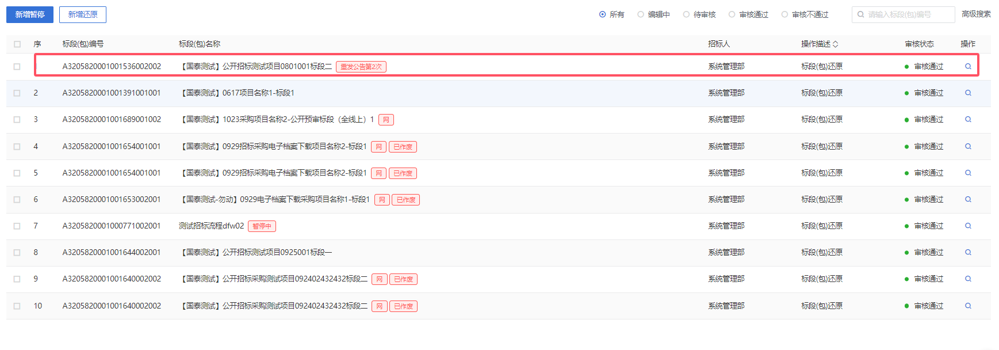 新增暂停 新增还原 所有 编辑中 待审核 审核通过 审核不通过 请输入标段(包)编号 高级搜索
序 标段(包)编号 标段(包)名称 招标人 操作描述 审核状态 操作
A3205820001001536002002 【国泰测试】公开招标测试项目0801001标段二 重发公告第2次 系统管理部 标段(包)还原 审核通过
2 A3205820001001391001001 【国泰测试】0617项目名称1-标段1 系统管理部 标段(包)还原 审核通过
3 A3205820001001689001002 【国泰测试】1023采购项目名称2-公开预审标段（全线上）1 网 系统管理部 标段(包)还原 审核通过
4 A3205820001001654001001 【国泰测试】0929招标采购电子档案下载项目名称2-标段1 网 已作废 系统管理部 标段(包)还原 审核通过
5 A3205820001001654001001 【国泰测试】0929招标采购电子档案下载项目名称2-标段1 网 已作废 系统管理部 标段(包)还原 审核通过
6 A3205820001001653002001 【国泰测试-勿动】0929电子档案下载采购项目名称1-标段1 网 已作废 系统管理部 标段(包)还原 审核通过
7 A3205820001000771002001 测试招标流程dfw02 暂停中 系统管理部 标段(包)还原 审核通过
8 A3205820001001644002001 【国泰测试】公开招标测试项目0925001标段一 系统管理部 标段(包)还原 审核通过
9 A3205820001001640002002 【国泰测试】公开招标采购测试项目092402432432标段二 网 已作废 系统管理部 标段(包)还原 审核通过
10 A3205820001001640002002 【国泰测试】公开招标采购测试项目092402432432标段二 网 已作废 系统管理部 标段(包)还原 审核通过